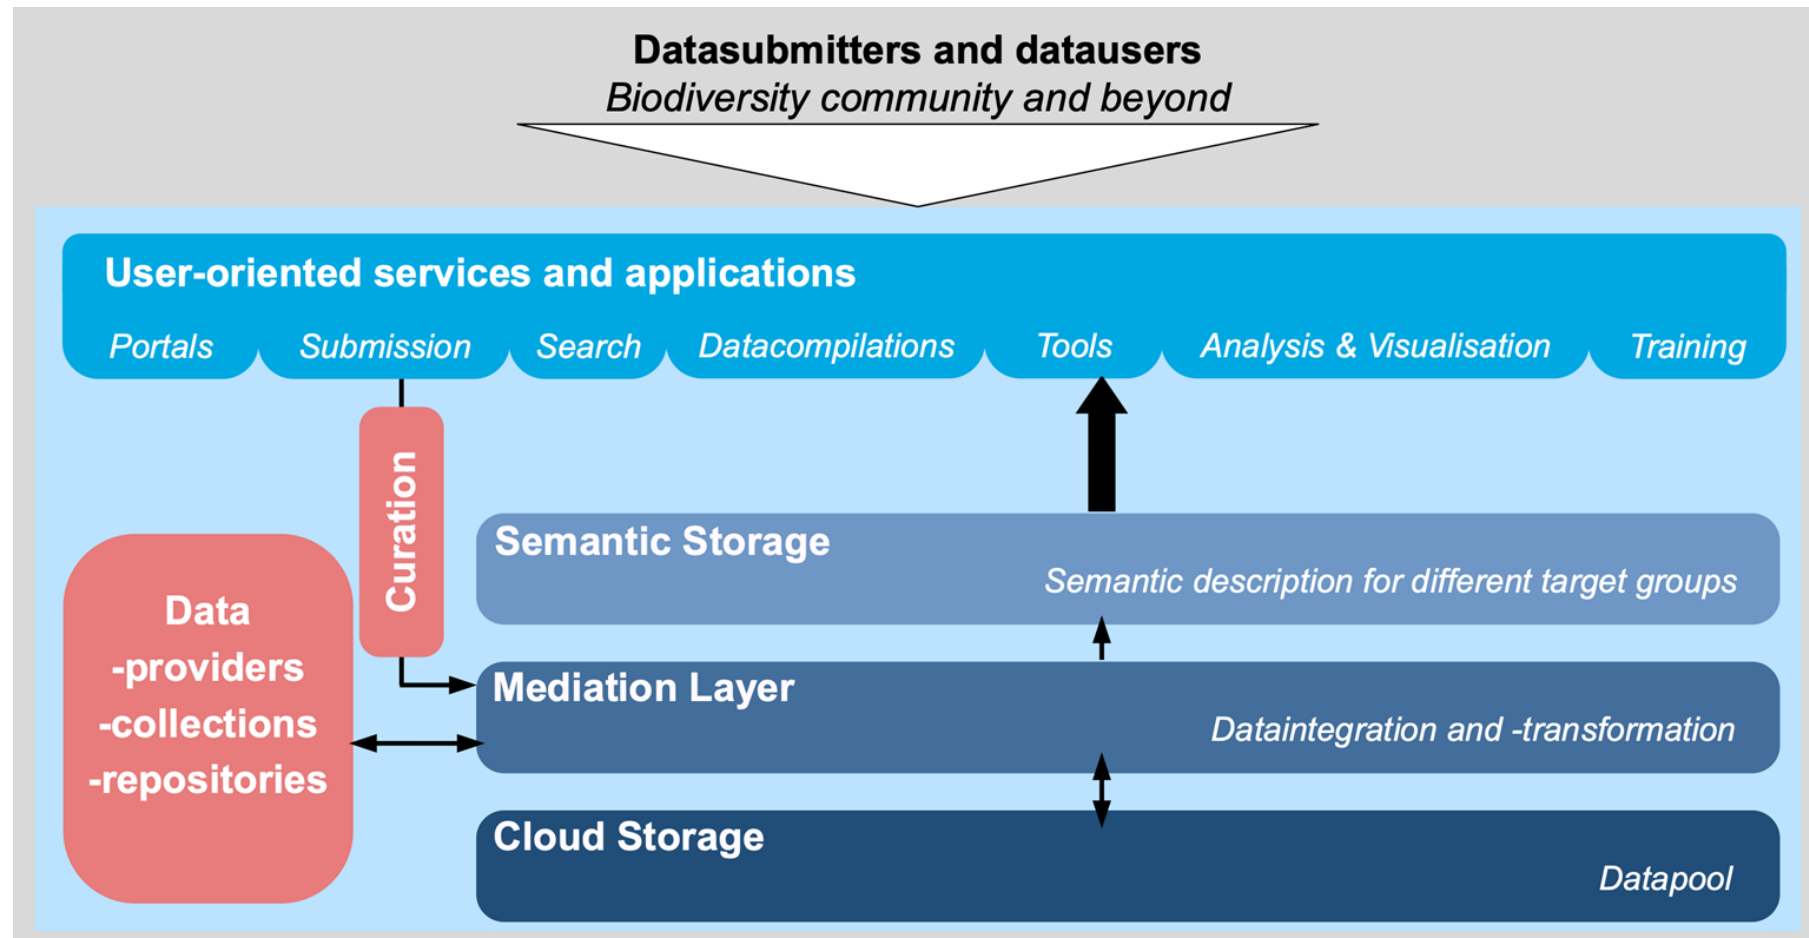 Datasubmitters and datausers
Biodiversity community and beyond
User-oriented services and applications
Portals
Submission
Search
Datacompilations
Tools
Analysis & Visualisation
Training
Curation
Data
-providers
-collections
-repositories
Semantic Storage
Semantic description for different target groups
Mediation Layer
Dataintegration and -transformation
Cloud Storage
Datapool